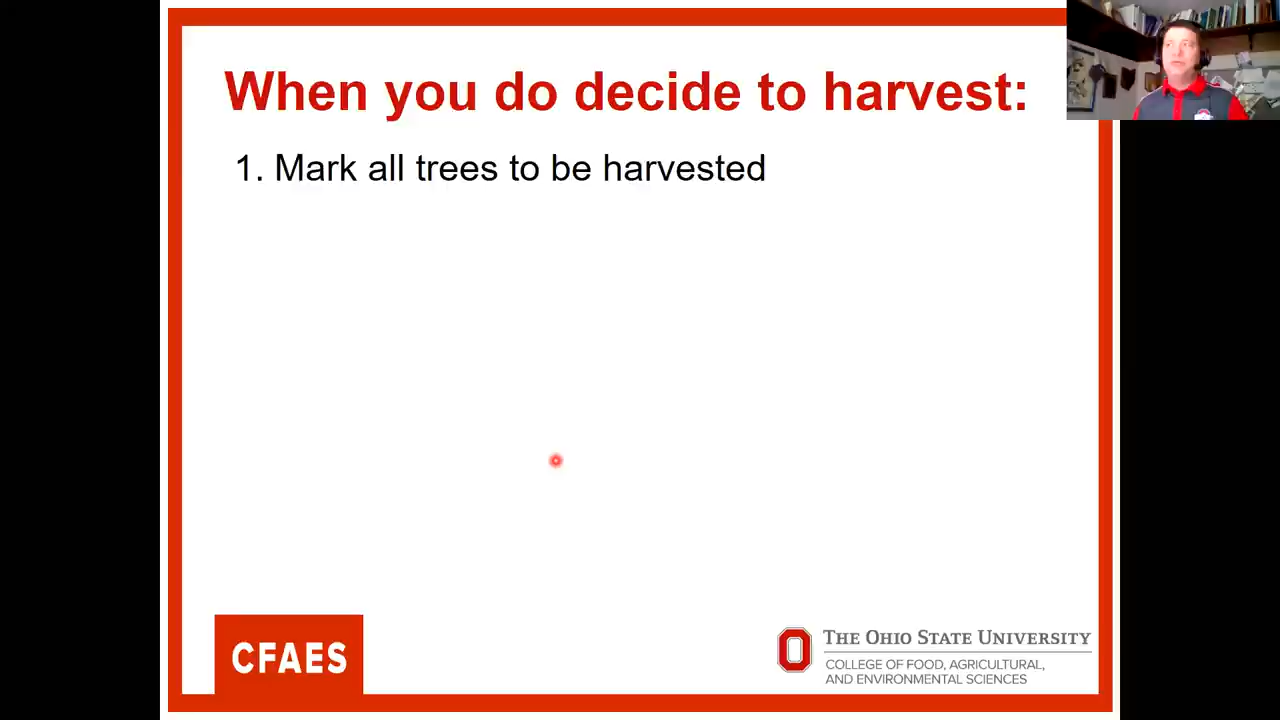 When you do decide to harvest:
1. Mark all trees to be harvested
CFAES
THE OHIO STATE UNIVERSITY
COLLEGE OF FOOD, AGRICULTURAL,
AND ENVIRONMENTAL SCIENCES